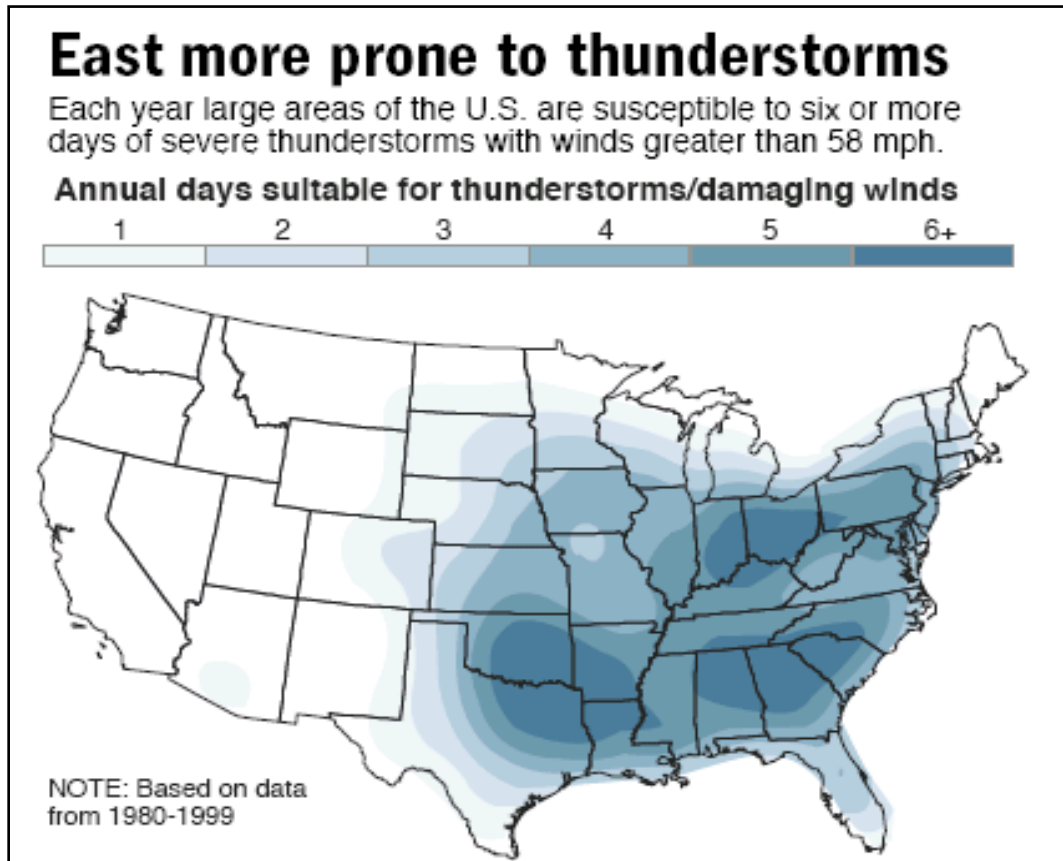 East more prone to thunderstorms
Each year large areas of the U.S. are susceptible to six or more
days of severe thunderstorms with winds greater than 58 mph.
Annual days suitable for thunderstorms/damaging winds
1 2 3 4 5 6+
NOTE: Based on data
from 1980-1999